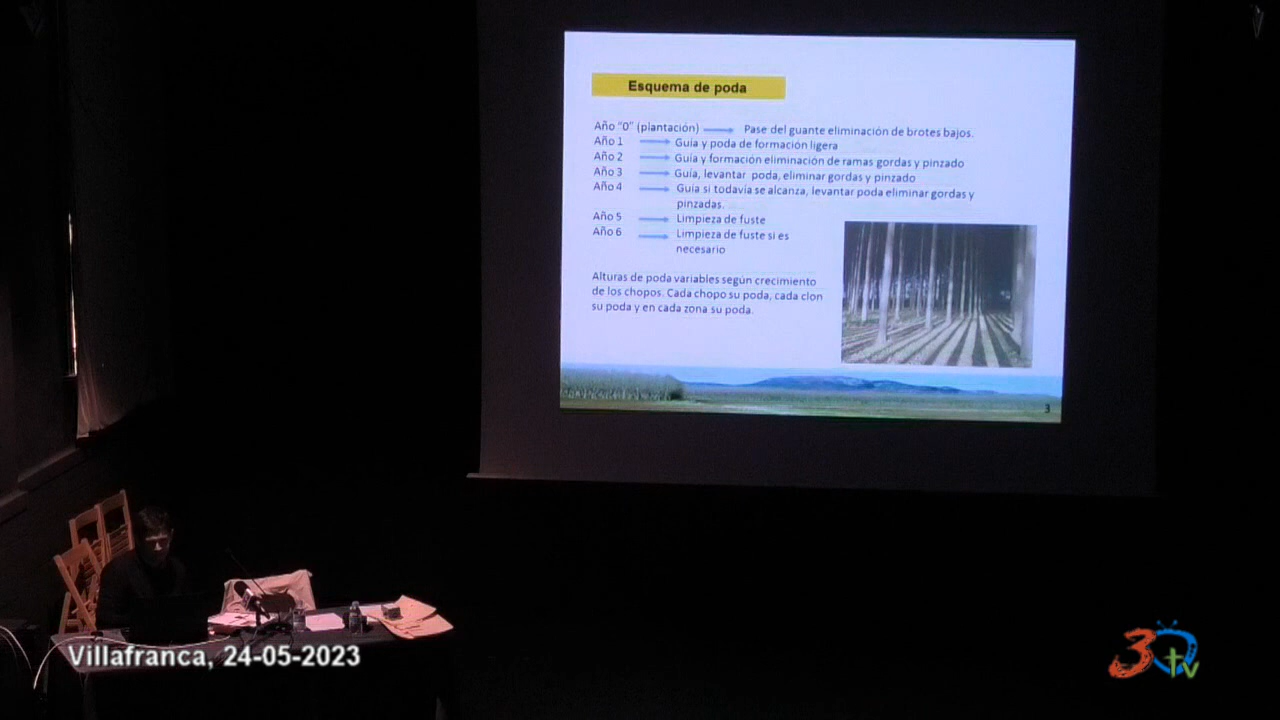 Esquema de poda
Año "0" (plantación) Pase del guante eliminación de brotes bajos.
Año 1 Guía y poda de formación ligera
Año 2 Guía y formación eliminación de ramas gordas y pinzado
Año 3 Guía, levantar poda, eliminar gordas y pinzado
Año 4 Guía si todavía se alcanza, levantar poda eliminar gordas y
pinzadas.
Año 5 Limpieza de fuste
Año 6 Limpieza de fuste si es
necesario
Alturas de poda variables según crecimiento
de los chopos. Cada chopo su poda, cada clon
su poda y en cada zona su poda.
3
Villafranca, 24-05-2023
3 tv